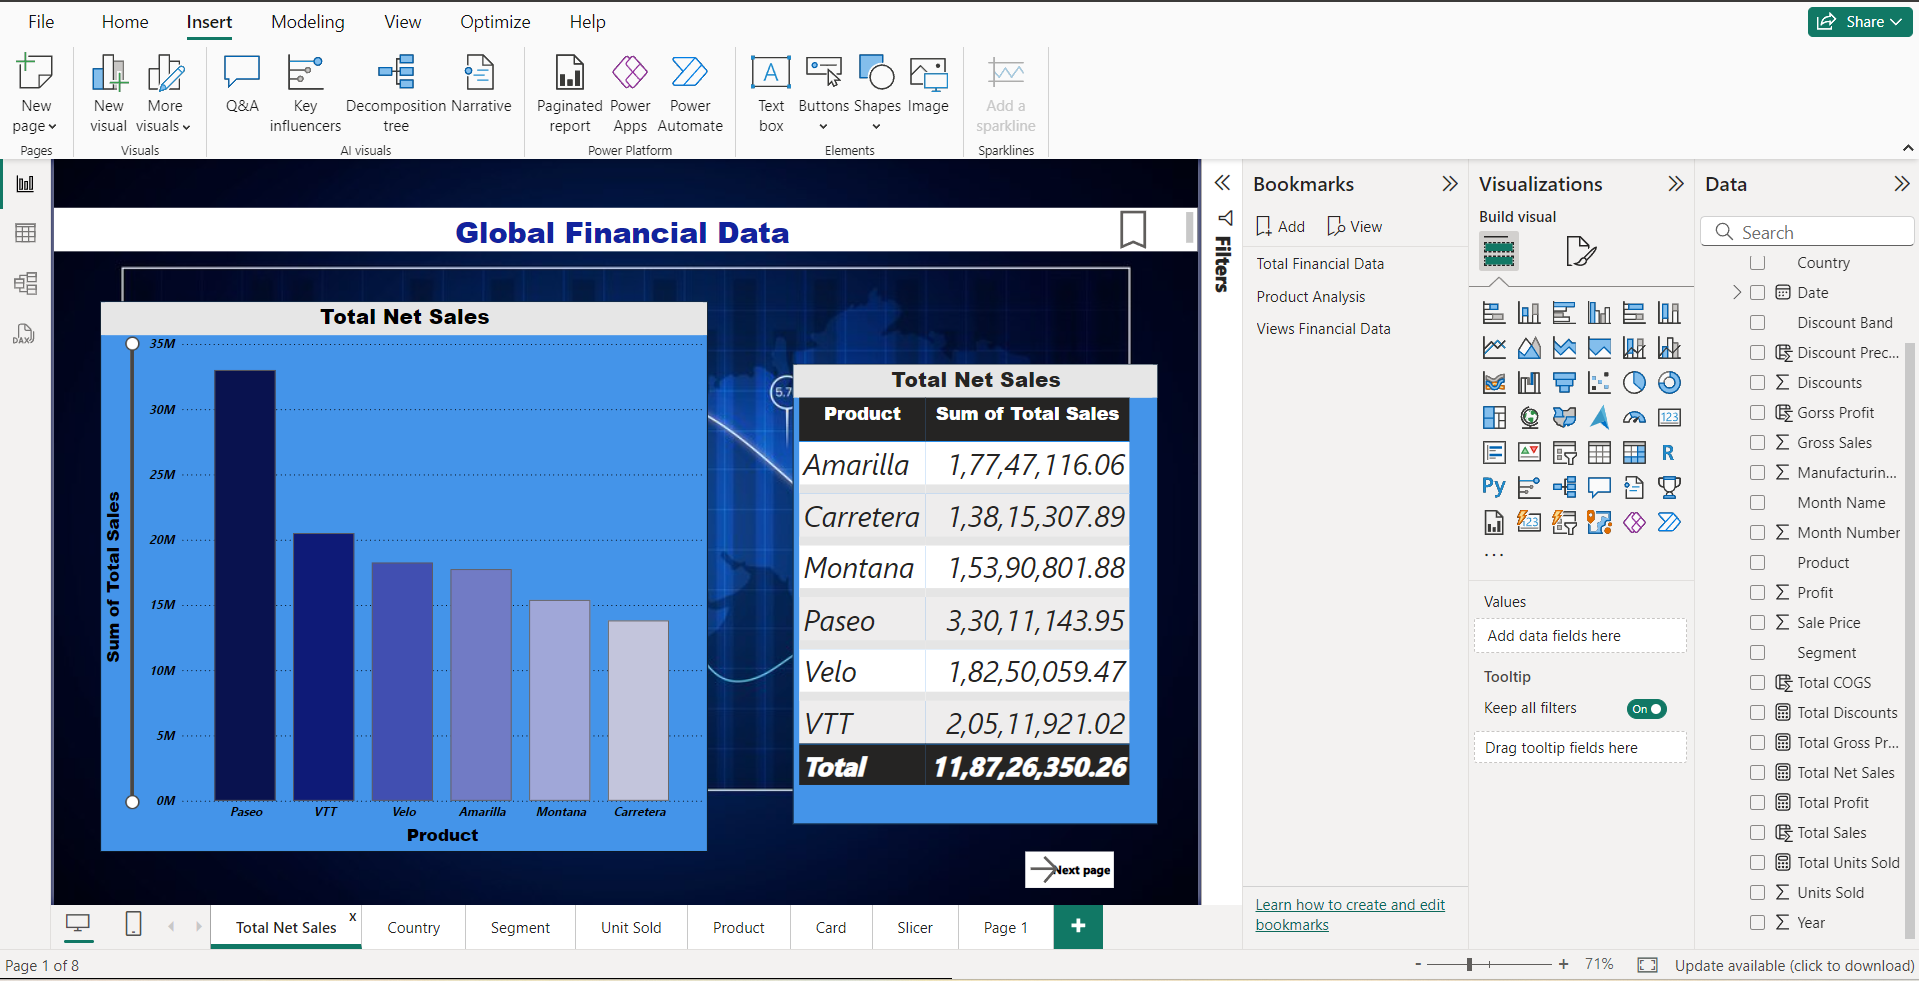 File Home Insert Modeling View Optimize Help Share
New page
New visual
More visuals
Q&A
Key influencers
Decomposition tree
Narrative
Paginated report
Power Apps
Power Automate
Text box
Buttons
Shapes
Image
Add a sparkline
Pages Visuals AI visuals Power Platform Elements Sparklines
Global Financial Data
Total Net Sales
35M
30M
25M
20M
15M
10M
5M
0M
Sum of Total Sales
Paseo VTT Velo Amarilla Montana Carretera
Product
5.7
Total Net Sales
Product Sum of Total Sales
Amarilla 1,77,47,116.06
Carretera 1,38,15,307.89
Montana 1,53,90,801.88
Paseo 3,30,11,143.95
Velo 1,82,50,059.47
VTT 2,05,11,921.02
Total 11,87,26,350.26
Next page
Filters
Bookmarks
Add View
Total Financial Data
Product Analysis
Views Financial Data
Learn how to create and edit
bookmarks
Visualizations
Build visual
123
R
Py
123
...
Values
Add data fields here
Tooltip
Keep all filters On
Drag tooltip fields here
Data
Search
Country
Date
Discount Band
Discount Prec...
Discounts
Gorss Profit
Gross Sales
Manufacturin...
Month Name
Month Number
Product
Profit
Sale Price
Segment
Total COGS
Total Discounts
Total Gross Pr...
Total Net Sales
Total Profit
Total Sales
Total Units Sold
Units Sold
Year
DAX
Total Net Sales x Country Segment Unit Sold Product Card Slicer Page 1 +
Page 1 of 8 - + 71% Update available (click to download)